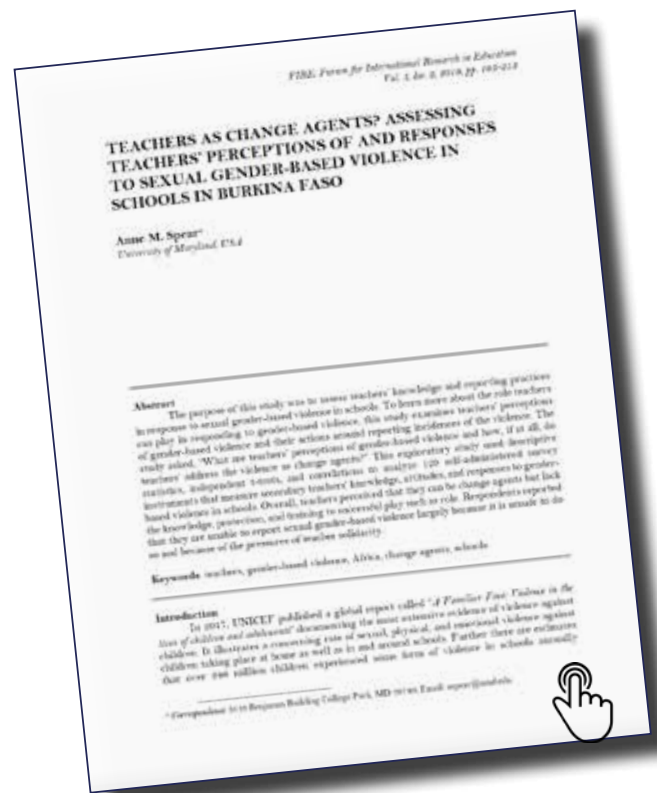 FIRE: Forum for International Research in Education
Vol. 5, Iss. 2, 2019, pp.
TEACHERS AS CHANGE AGENTS? ASSESSING
TEACHERS' PERCEPTIONS OF AND RESPONSES
TO SEXUAL GENDER-BASED VIOLENCE IN
SCHOOLS IN BURKINA FASO
Anne M. Spear*
University of Maryland, USA
Abstract
The purpose of this study was to assess teachers' knowledge and reporting practices
in response to sexual gender-based violence in schools. To learn more about the role teachers
can play in responding to gender-based violence, this study examines teachers' perceptions
of gender-based violence and their actions around reporting incidences of the violence. The
study asked, "What are teachers' perceptions of gender-based violence and how, if at all, do
teachers' address the violence as change agents?" This exploratory study used descriptive
statistics, independent t-tests, and correlations to analyze 129 self-administered survey
instruments that measure secondary teachers' knowledge, attitudes, and responses to gender-
based violence in schools. Overall, teachers perceived that they can be change agents but lack
the knowledge, protection, and training to successful play such as role. Respondents reported
that they are unable to report sexual gender-based violence largely because it is unsafe to do
so and because of the pressures of teacher solidarity.
Keywords: teachers, gender-based violence, Africa, change agents, schools
Introduction
In 2017, UNICEF published a global report called "A Familiar Face: Violence in the
lives of children and adolescents" documenting the most extensive evidence of violence against
children. It illustrates a concerning rate of sexual, physical, and emotional violence against
children taking place at home as well as in and around schools. Further there are estimates
that over 246 million children experienced some form of violence in schools annually
* Correspondence: Benjamin Building College Park, MD Email: